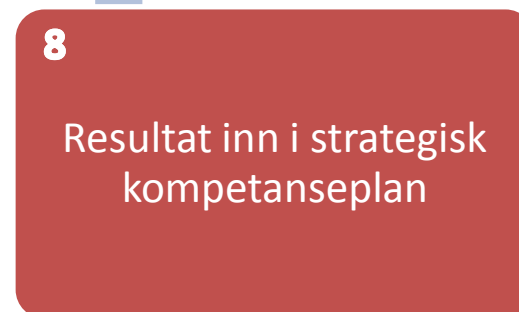 8
Resultat inn i strategisk
kompetanseplan